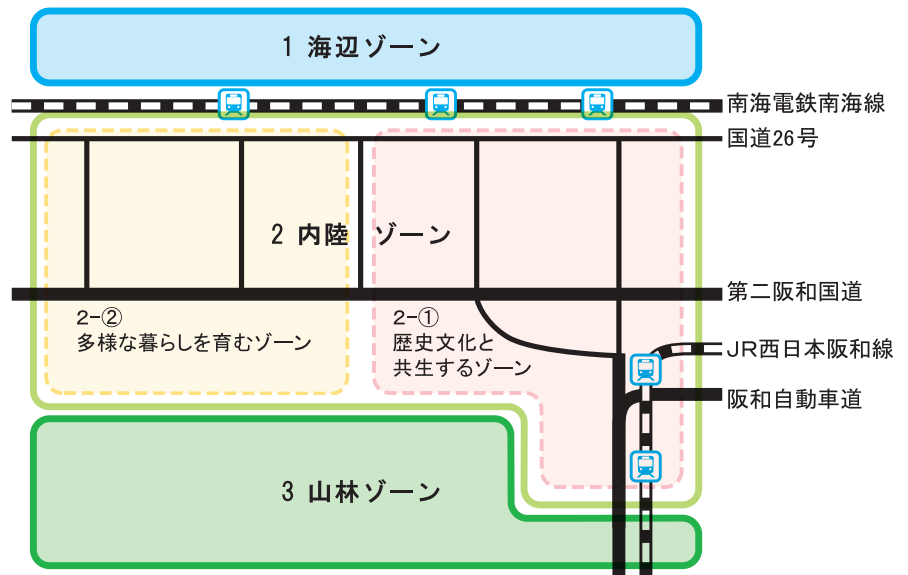 1 海辺ゾーン
南海電鉄南海線
国道26号
2 内陸 ゾーン
第二阪和国道
2-②
多様な暮らしを育むゾーン
2-①
歴史文化と
共生するゾーン
JR西日本阪和線
阪和自動車道
3 山林ゾーン